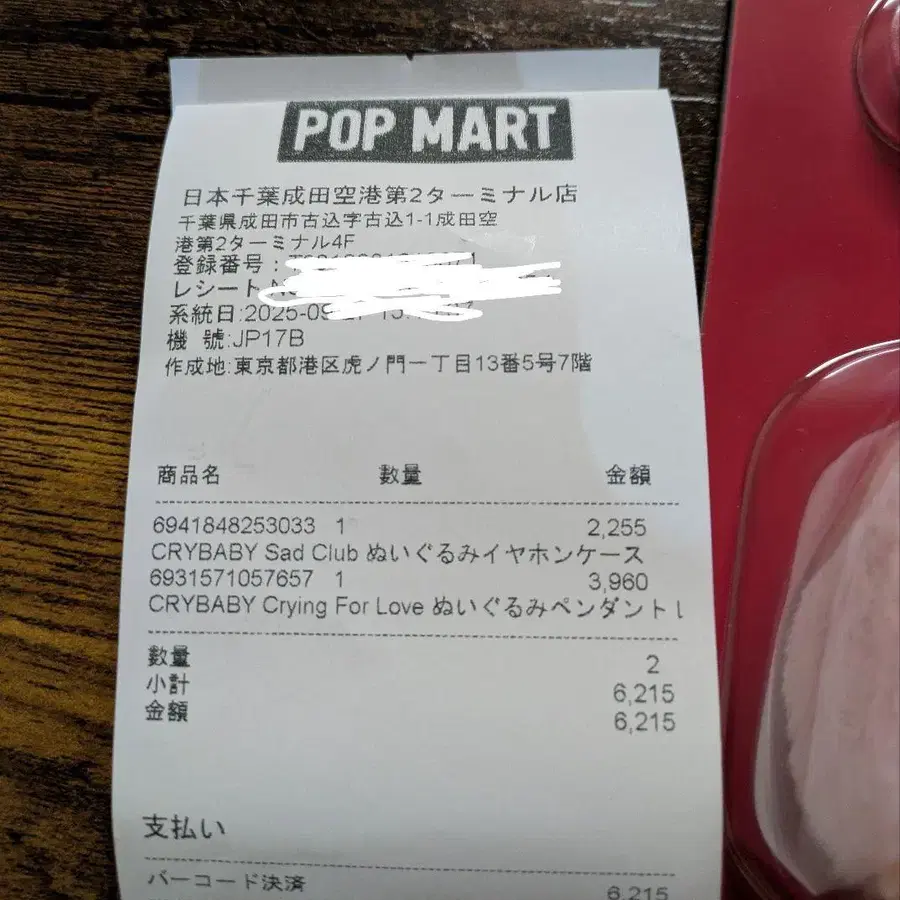 POP MART
日本千葉成田空港第2ターミナル店
千葉県成田市古込字古込1-1成田空
港第2ターミナル4F
登録番号:
レシート
系統日:2025-09
機 號:JP17B
作成地:東京都港区虎ノ門一丁目13番5号7階
商品名 数量 金額
6941848253033 1 2,255
CRYBABY Sad Club ぬいぐるみイヤホンケース
6931571057657 1 3,960
CRYBABY Crying For Love ぬいぐるみペンダント
数量 2
小計 6,215
金額 6,215
支払い
バーコード決済 6,215